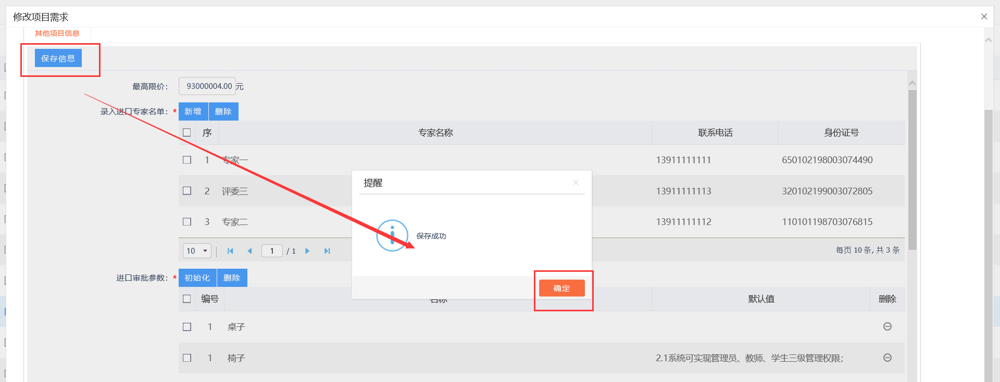 修改项目需求
其他项目信息
保存信息
最高限价： 93000004.00 元
录入进口专家名单：* 新增 删除
序 专家名称 联系电话 身份证号
1 专家一 13911111111 650102198003074490
2 评委三 13911111113 320102199003072805
3 专家二 13911111112 110101198703076815
提醒
保存成功
确定
10 1 / 1 每页 10 条, 共 3 条
进口审批参数：* 初始化 删除
编号 名称 默认值 删除
1 桌子
1 椅子 2.1系统可实现管理员、教师、学生三级管理权限；